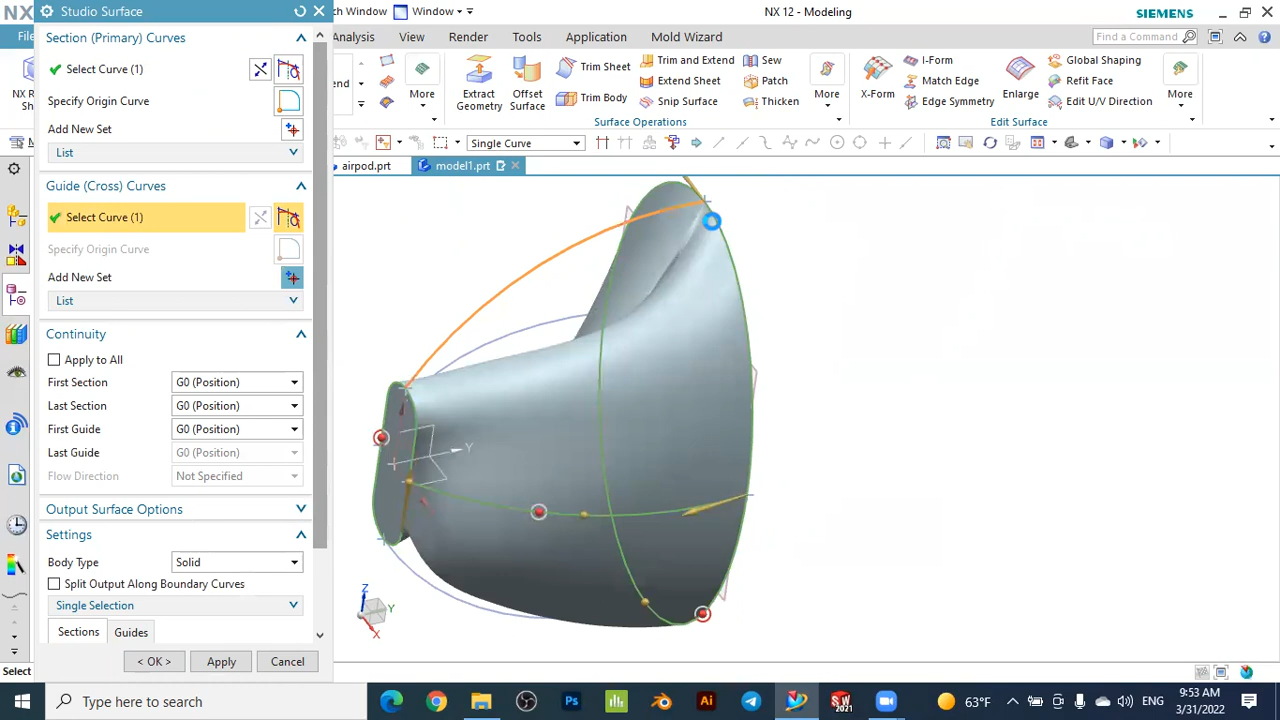 NX
Studio Surface
ch Window
Window
NX 12 - Modeling
SIEMENS
File
Analysis
View
Render
Tools
Application
Mold Wizard
Find a Command
Section (Primary) Curves
Select Curve (1)
Specify Origin Curve
Add New Set
List
Guide (Cross) Curves
Select Curve (1)
Specify Origin Curve
Add New Set
List
Continuity
Apply to All
First Section
G0 (Position)
Last Section
G0 (Position)
First Guide
G0 (Position)
Last Guide
G0 (Position)
Flow Direction
Not Specified
Output Surface Options
Settings
Body Type
Solid
Split Output Along Boundary Curves
Single Selection
Sections
Guides
< OK >
Apply
Cancel
More
Extract Geometry
Offset Surface
Trim Sheet
Trim Body
Trim and Extend
Extend Sheet
Snip Surface
Sew
Patch
Thicken
More
Surface Operations
X-Form
I-Form
Match Edge
Edge Symmetry
Enlarge
Global Shaping
Refit Face
Edit U/V Direction
More
Edit Surface
Single Curve
airpod.prt
model1.prt
Y
Z
Y
X
Select
Type here to search
63°F
ENG
9:53 AM
3/31/2022